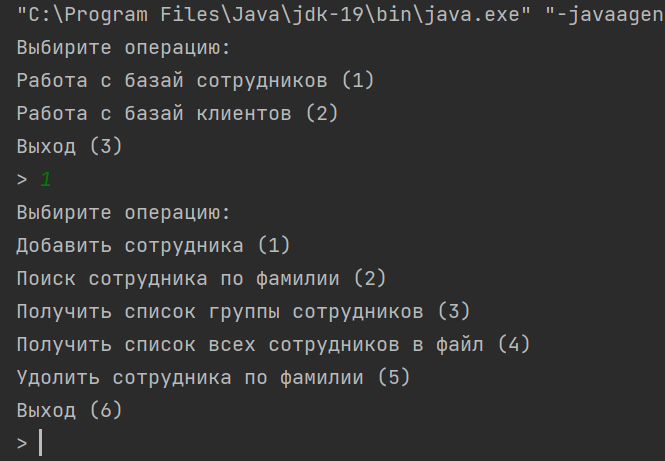 "C:\Program Files\Java\jdk-19\bin\java.exe" "-javaagen
Выбирите операцию:
Работа с базай сотрудников (1)
Работа с базай клиентов (2)
Выход (3)
> 1
Выбирите операцию:
Добавить сотрудника (1)
Поиск сотрудника по фамилии (2)
Получить список группы сотрудников (3)
Получить список всех сотрудников в файл (4)
Удолить сотрудника по фамилии (5)
Выход (6)
>